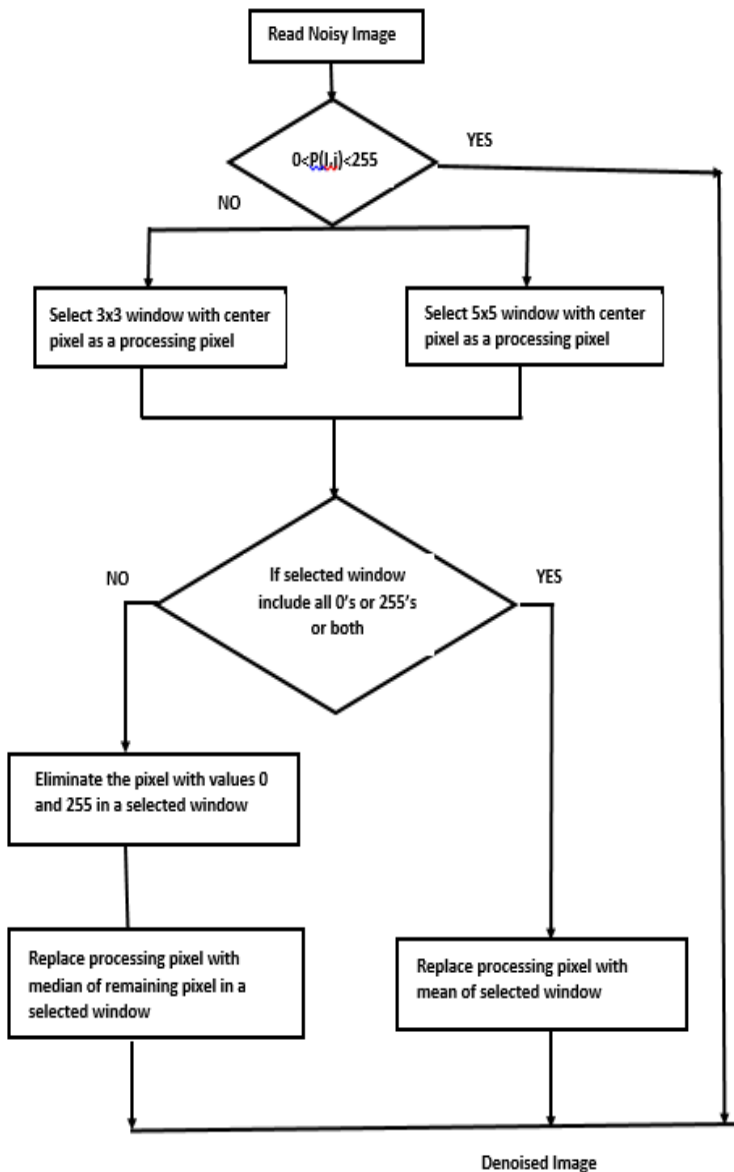 Read Noisy Image
0<P(I,j)<255
YES
NO
Select 3x3 window with center
pixel as a processing pixel
Select 5x5 window with center
pixel as a processing pixel
If selected window
include all 0's or 255's
or both
NO
YES
Eliminate the pixel with values 0
and 255 in a selected window
Replace processing pixel with
median of remaining pixel in a
selected window
Replace processing pixel with
mean of selected window
Denoised Image